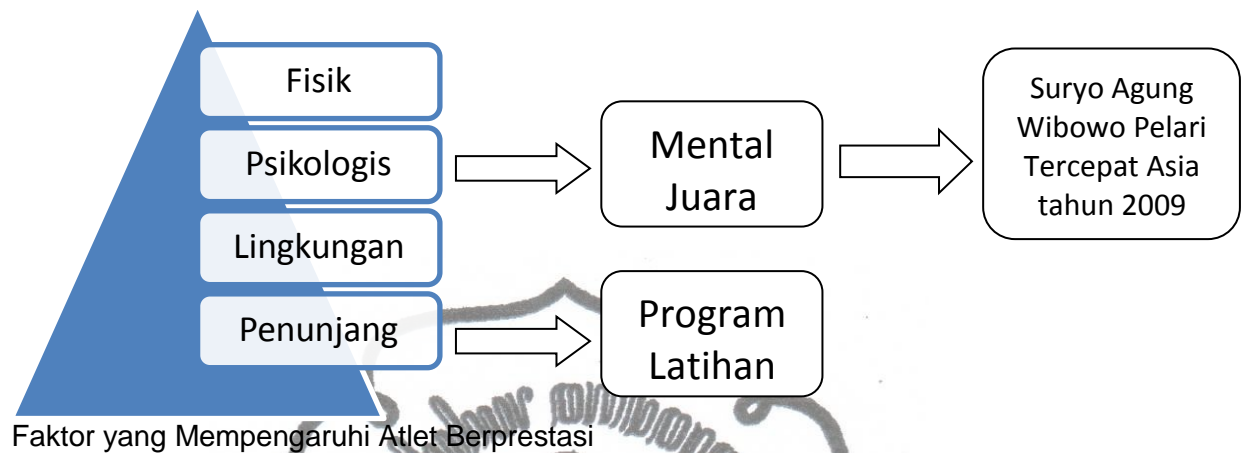 Fisik
Psikologis
Lingkungan
Penunjang
Mental
Juara
Program
Latihan
Suryo Agung
Wibowo Pelari
Tercepat Asia
tahun 2009
Faktor yang Mempengaruhi Atlet Berprestasi